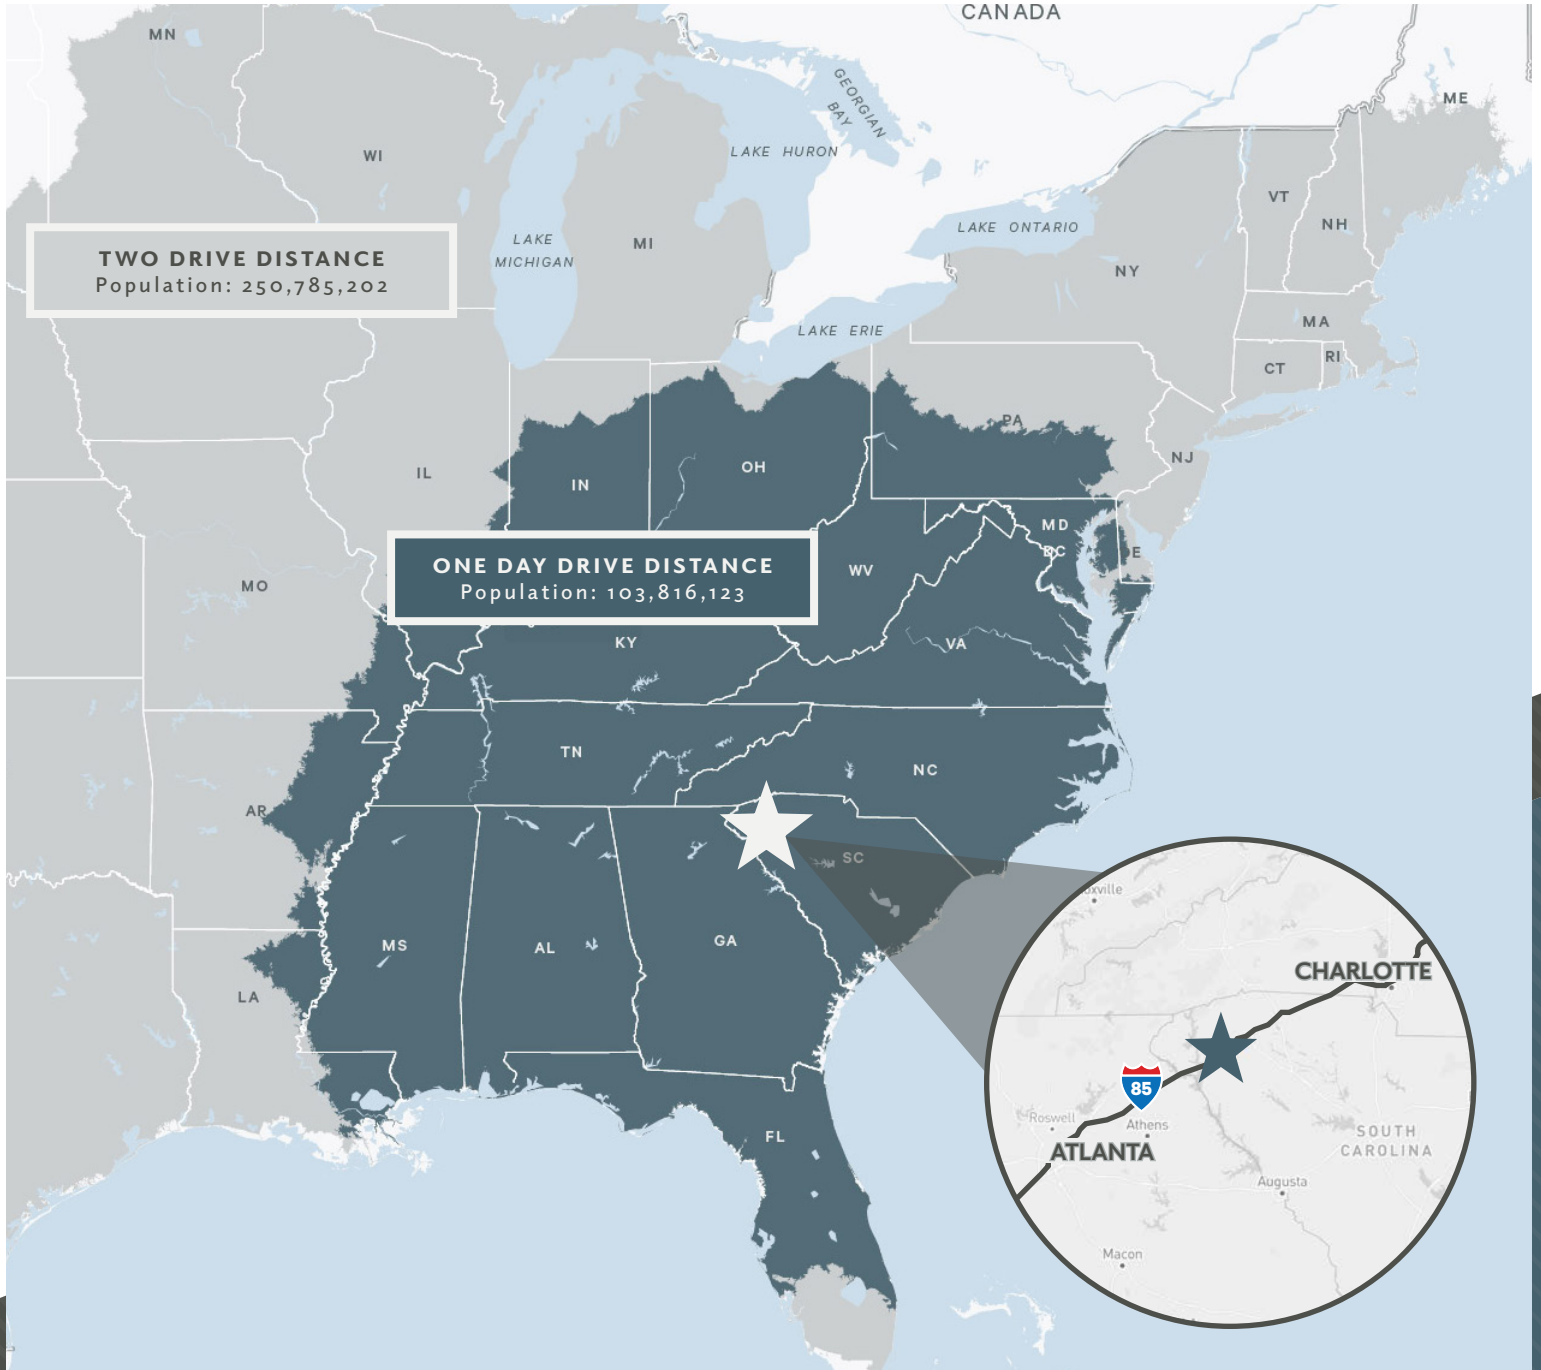 CANADA
MN
GEORGIAN
BAY
ME
LAKE HURON
WI
VT
NH
LAKE ONTARIO
LAKE
MICHIGAN
MI
NY
TWO DRIVE DISTANCE
Population: 250,785,202
MA
LAKE ERIE
RI
CT
PA
NJ
IL
OH
IN
MD
DC
E
ONE DAY DRIVE DISTANCE
Population: 103,816,123
WV
MO
KY
VA
TN
NC
AR
SC
MS
AL
GA
LA
FL
oxville
CHARLOTTE
85
Roswell
Athens
ATLANTA
SOUTH
CAROLINA
Augusta
Macon